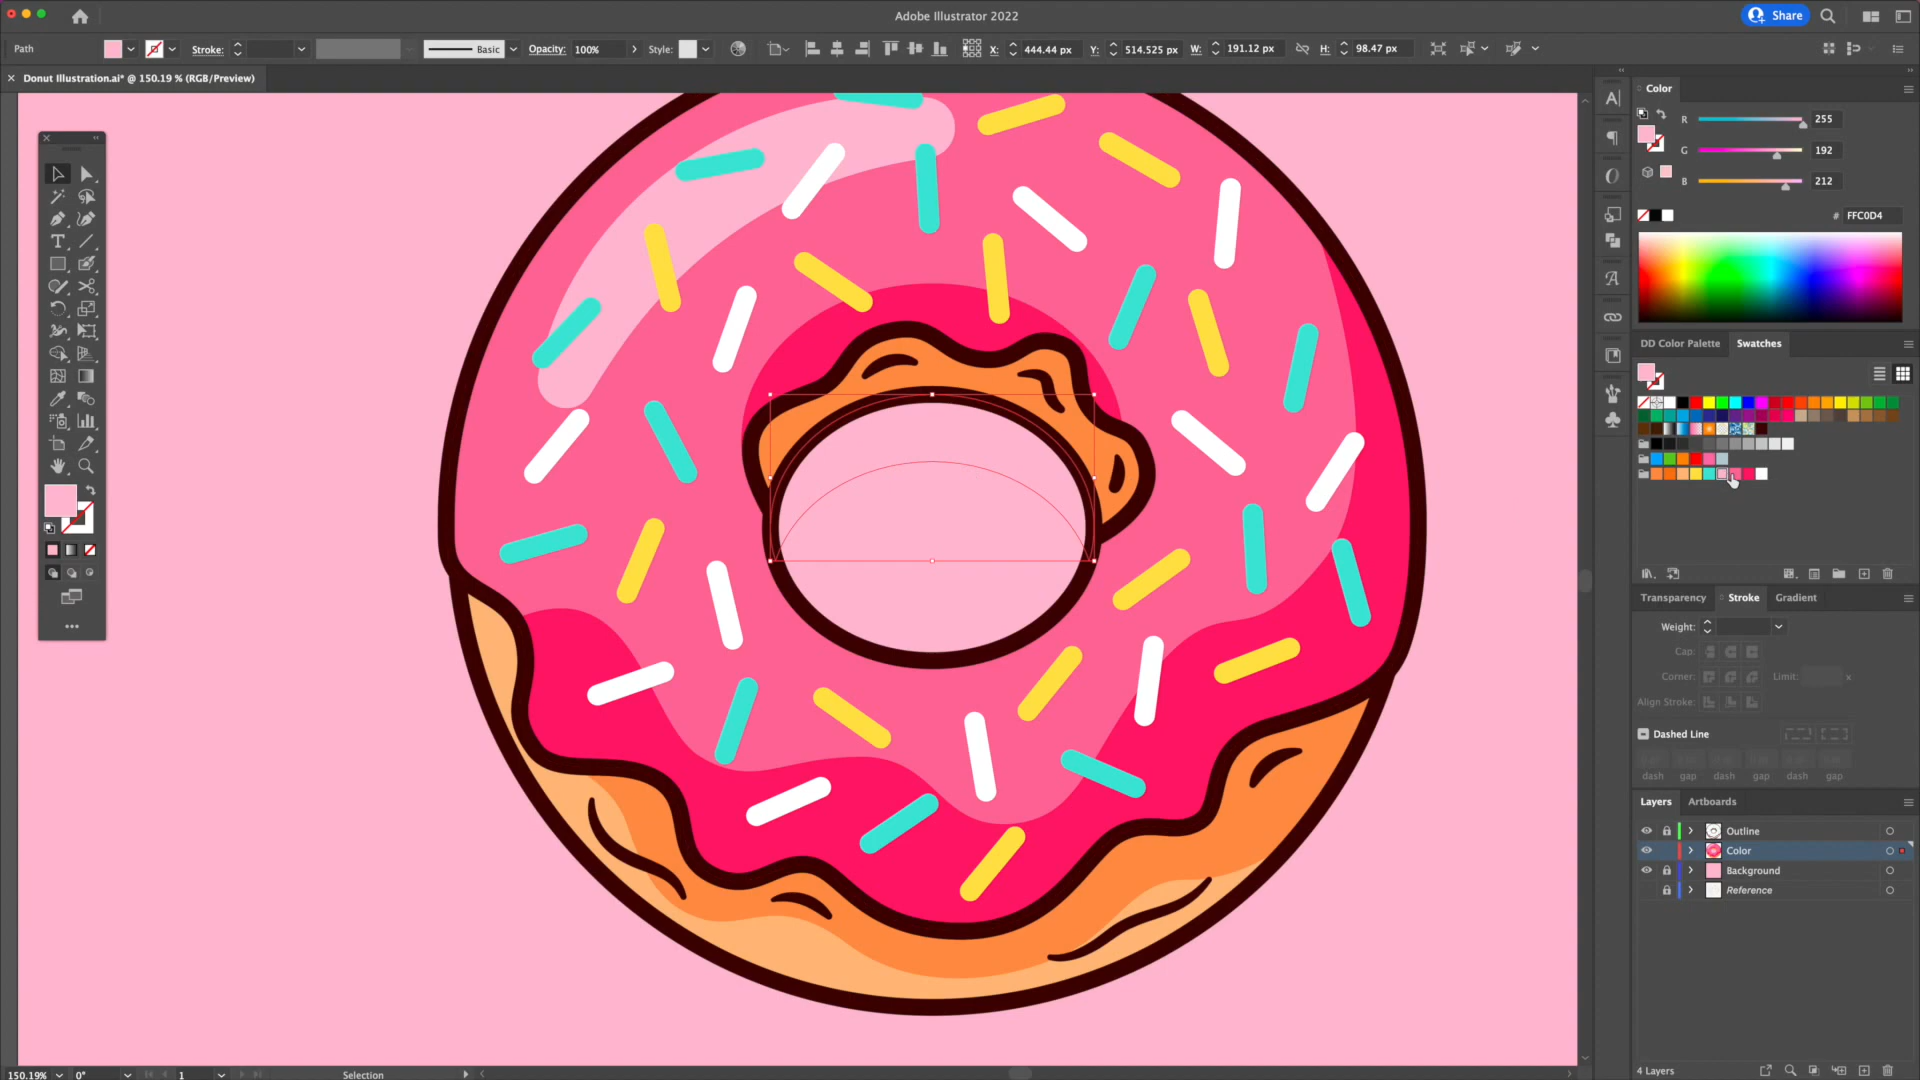 Adobe Illustrator 2022
Share
Path
Stroke:
Basic
Opacity: 100%
Style:
X: 444.44 px
Y: 514.525 px
W: 191.12 px
H: 98.47 px
Donut Illustration.ai* @ 150.19 % (RGB/Preview)
Color
R 255
G 192
B 212
# FFC0D4
DD Color Palette
Swatches
Transparency
Stroke
Gradient
Weight:
Cap:
Corner:
Limit:
Align Stroke:
Dashed Line
dash gap dash gap dash gap
Layers
Artboards
Outline
Color
Background
Reference
4 Layers
150.19%
0°
1
Selection